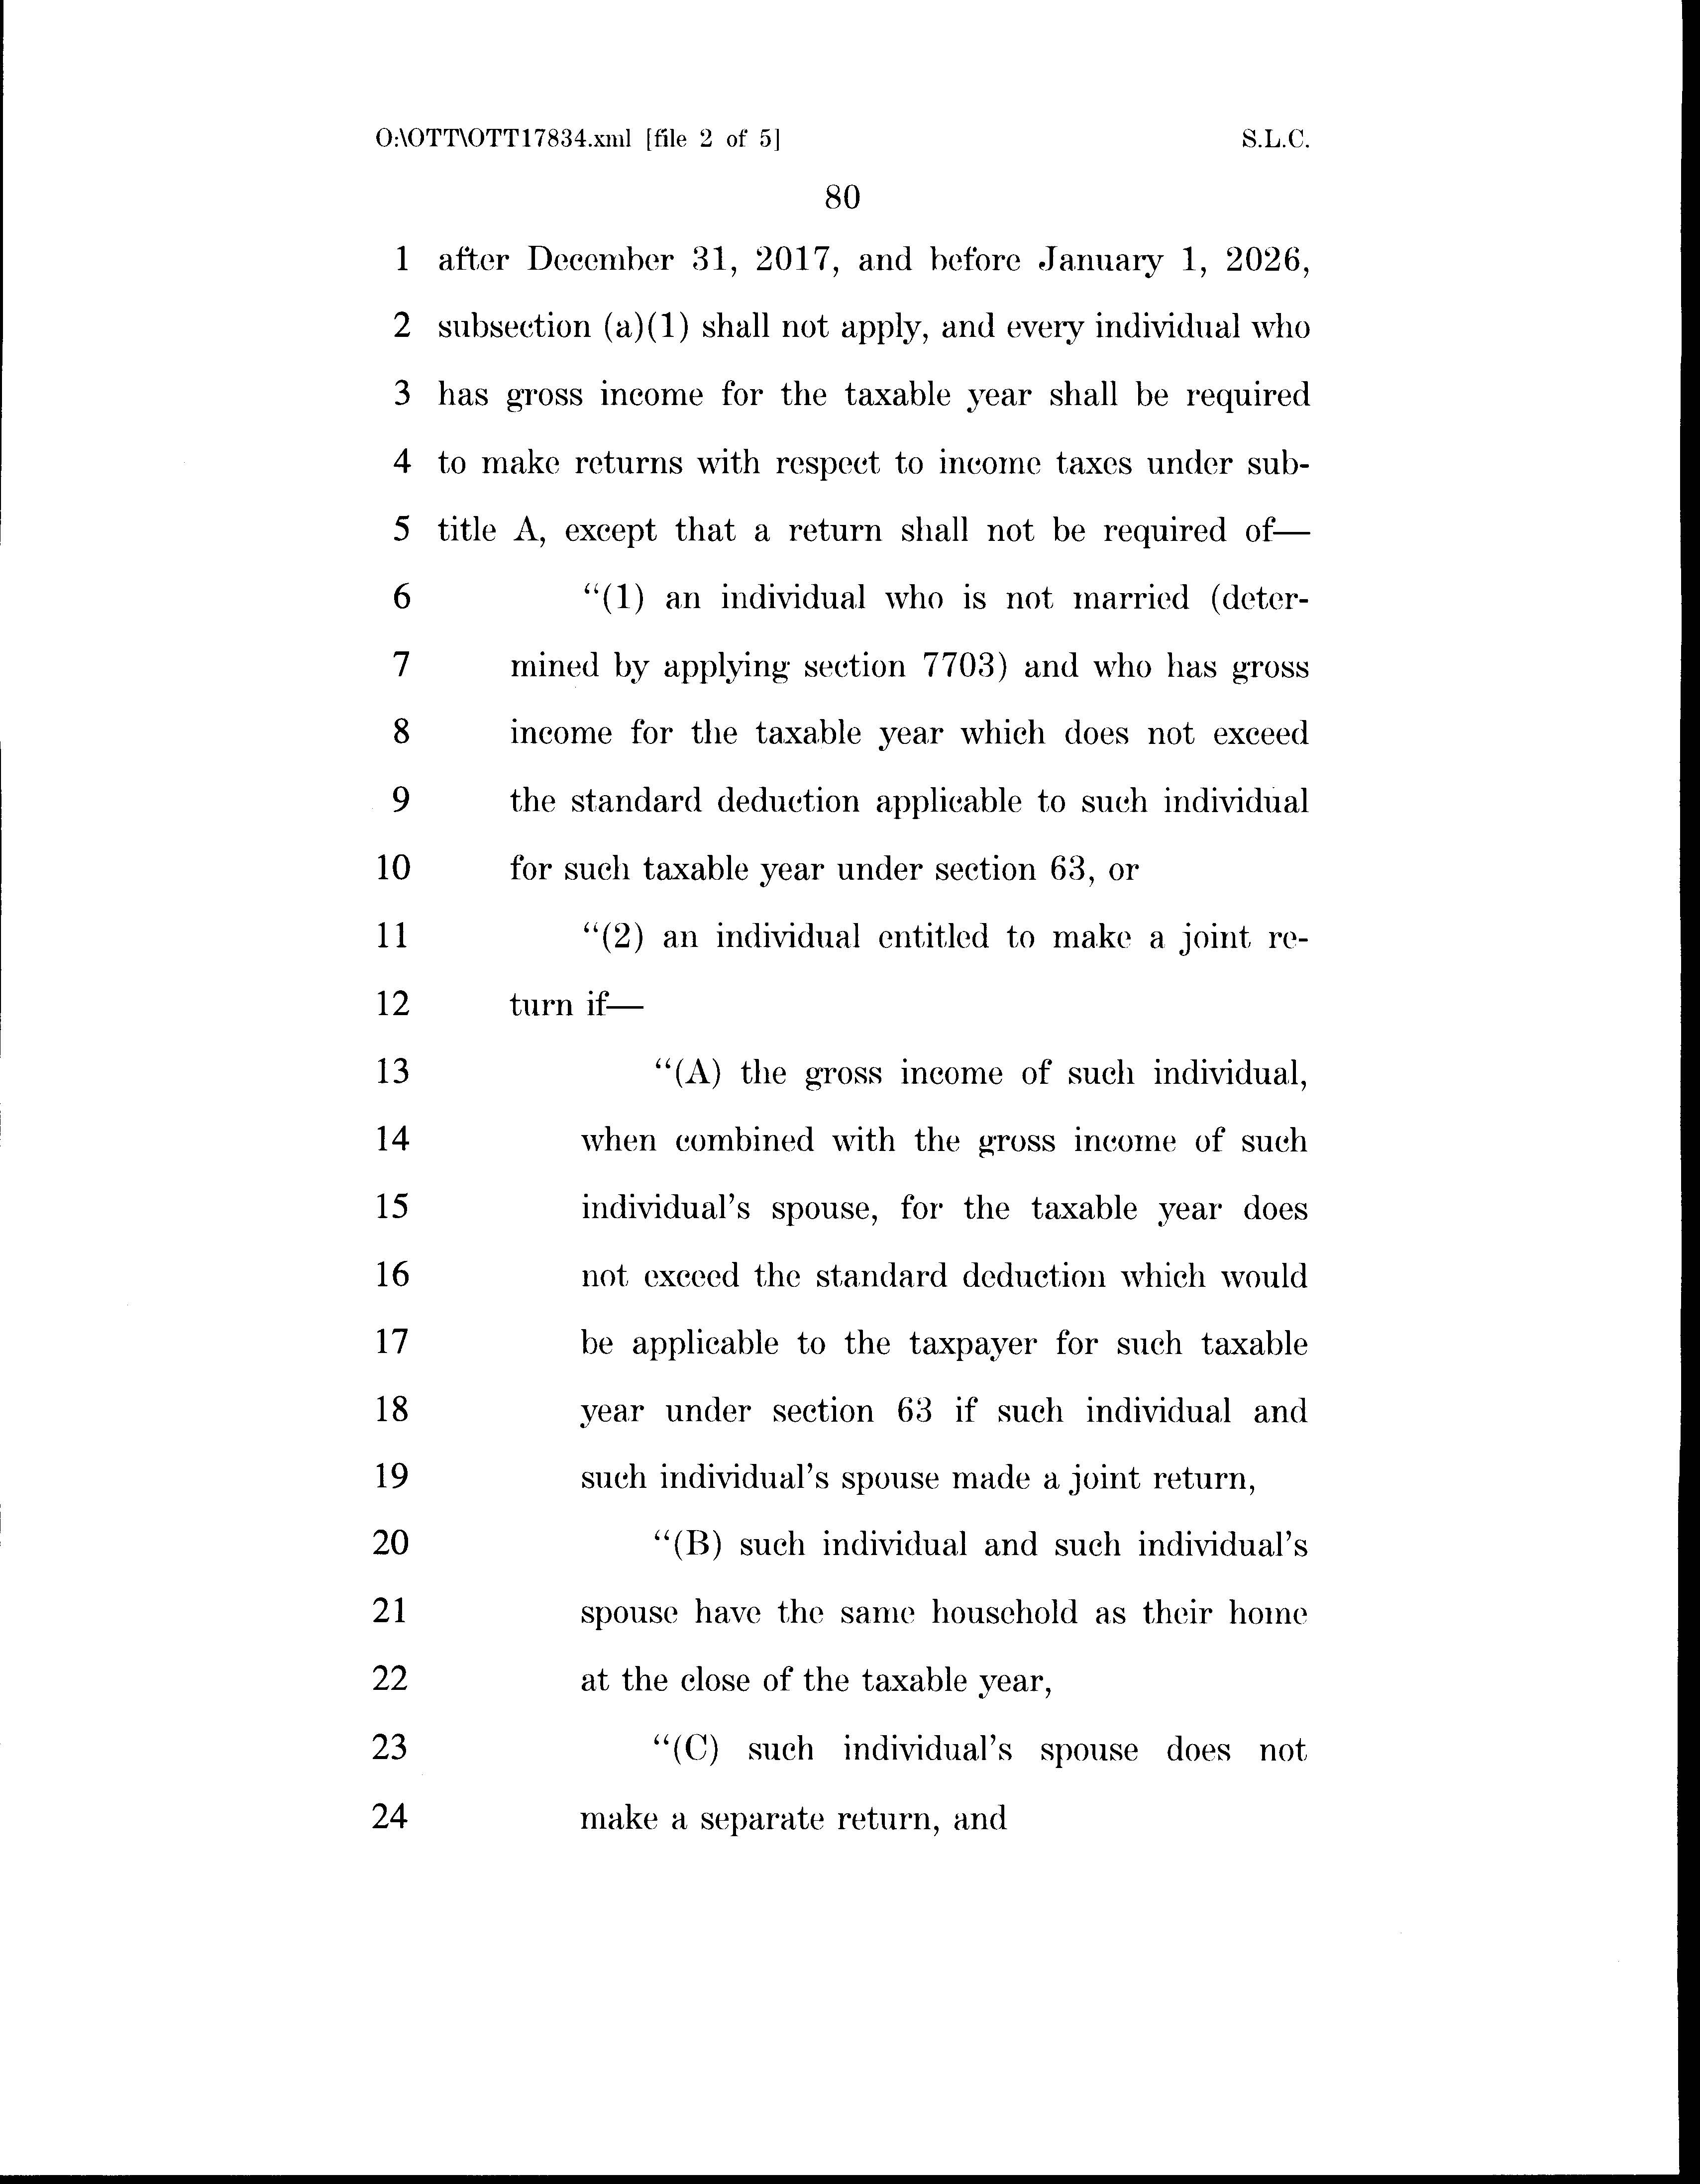 O:\OTT\OTT17834.xml [file 2 of 5] S.L.C.
80
1 after December 31, 2017, and before January 1, 2026,
2 subsection (a)(1) shall not apply, and every individual who
3 has gross income for the taxable year shall be required
4 to make returns with respect to income taxes under sub-
5 title A, except that a return shall not be required of—
6 “(1) an individual who is not married (deter-
7 mined by applying section 7703) and who has gross
8 income for the taxable year which does not exceed
9 the standard deduction applicable to such individual
10 for such taxable year under section 63, or
11 “(2) an individual entitled to make a joint re-
12 turn if—
13 “(A) the gross income of such individual,
14 when combined with the gross income of such
15 individual’s spouse, for the taxable year does
16 not exceed the standard deduction which would
17 be applicable to the taxpayer for such taxable
18 year under section 63 if such individual and
19 such individual’s spouse made a joint return,
20 “(B) such individual and such individual’s
21 spouse have the same household as their home
22 at the close of the taxable year,
23 “(C) such individual’s spouse does not
24 make a separate return, and